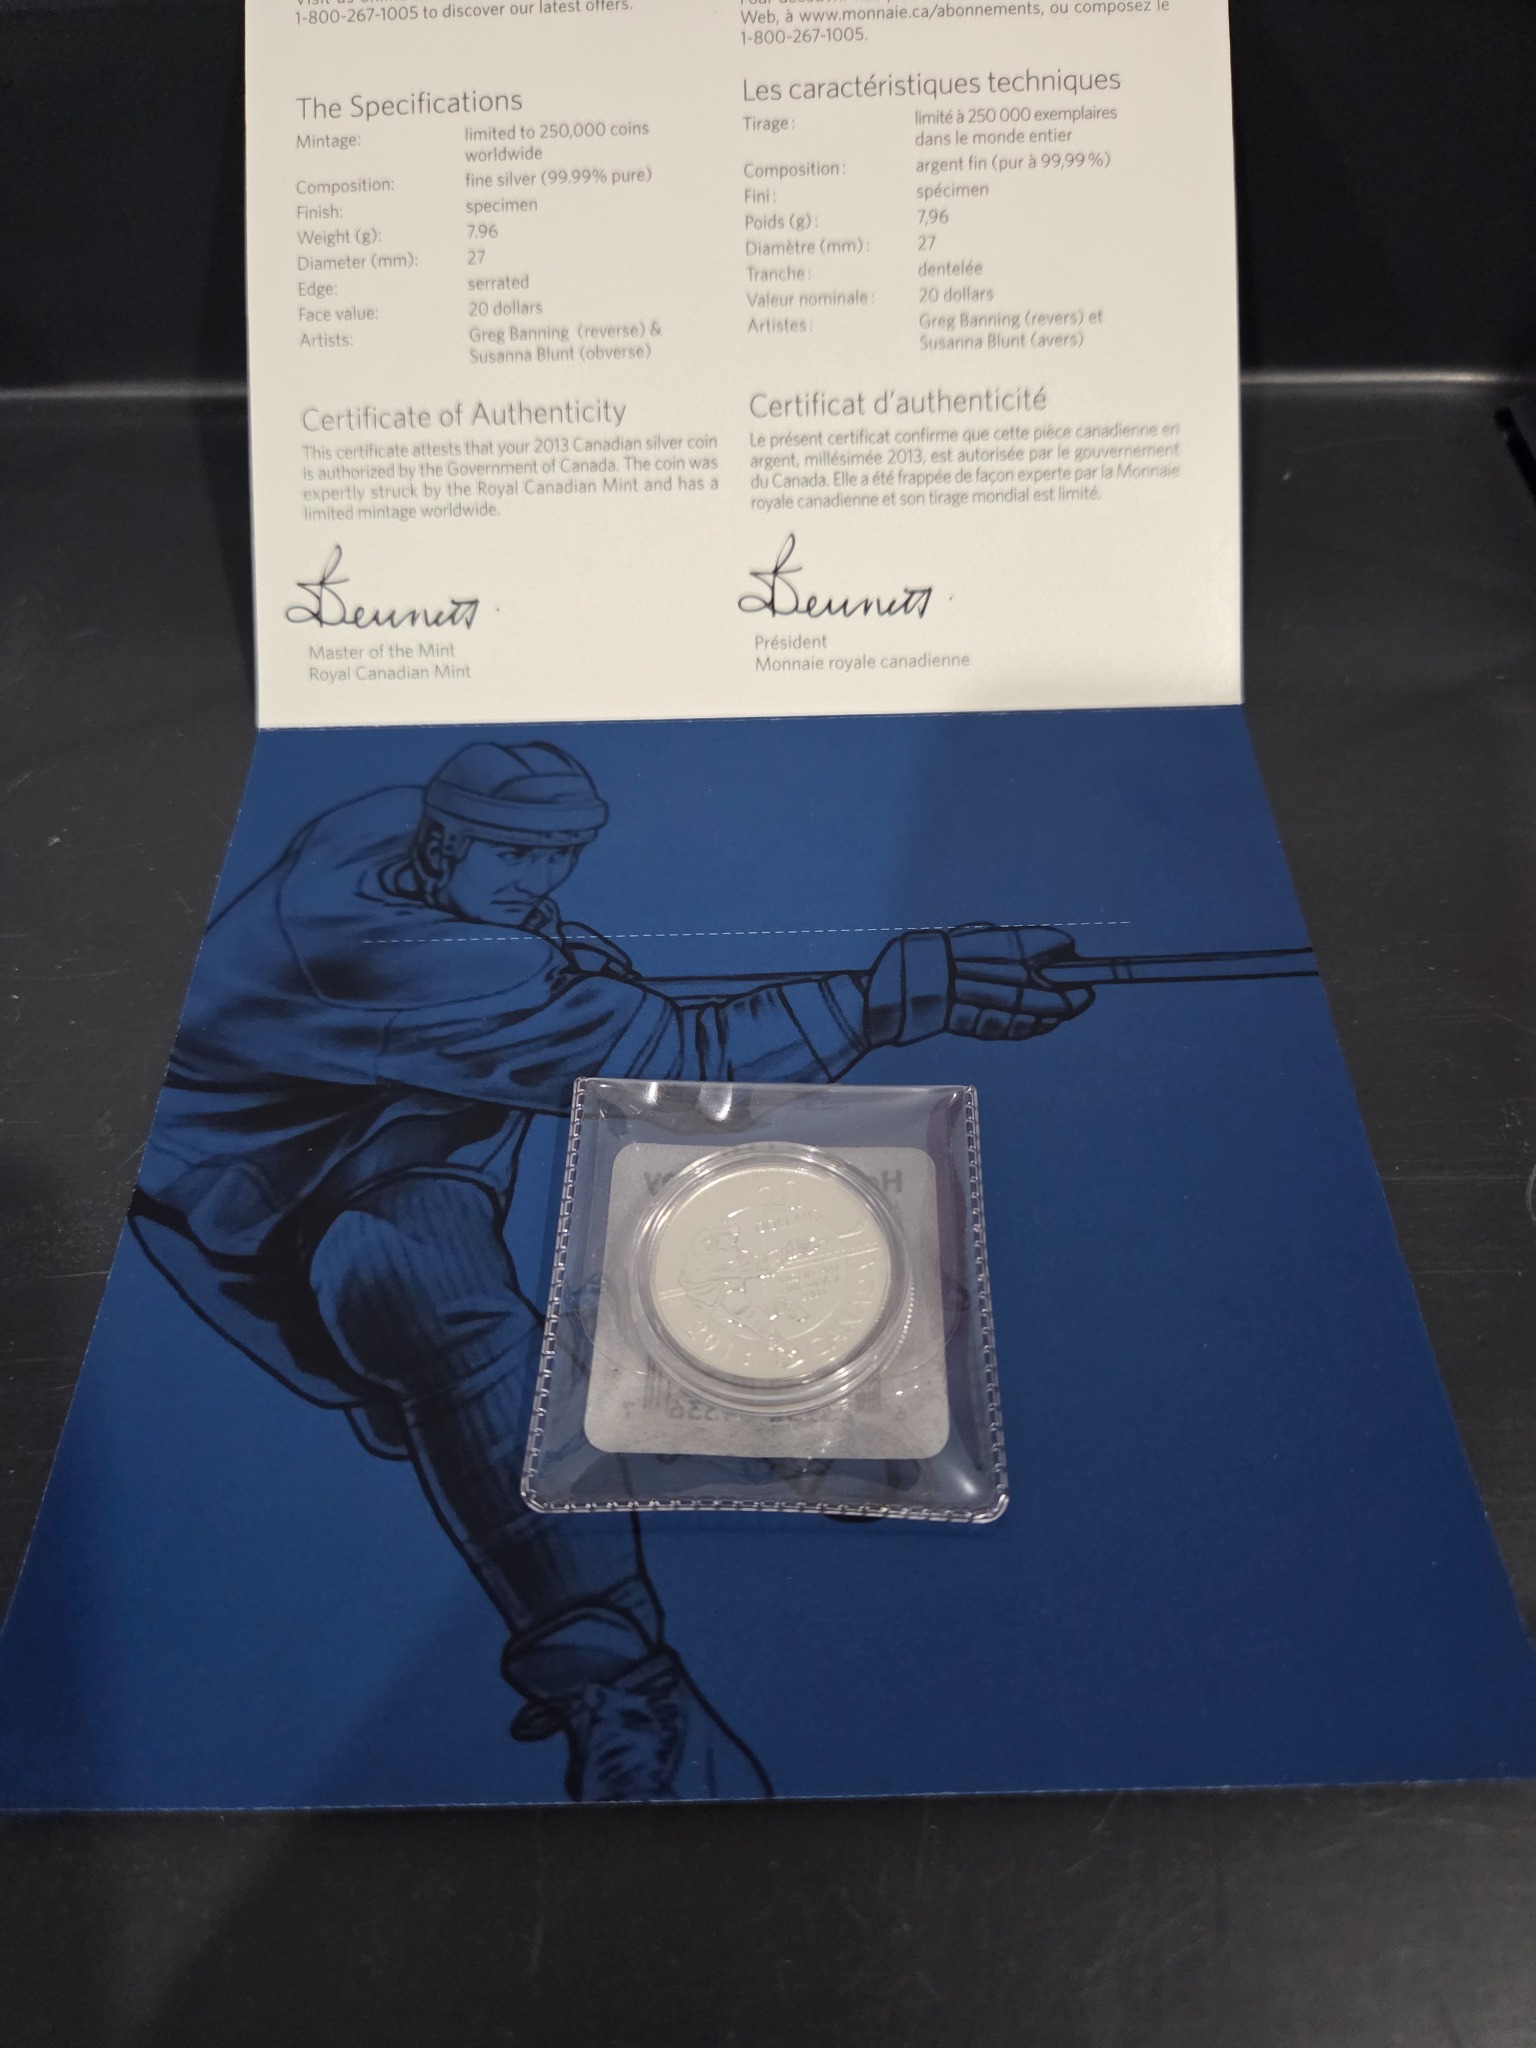 1-800-267-1005 to discover our latest offers.
The Specifications
Mintage: limited to 250,000 coins
worldwide
Composition: fine silver (99.99% pure)
Finish: specimen
Weight (g): 7.96
Diameter (mm): 27
Edge: serrated
Face value: 20 dollars
Artists: Greg Banning (reverse) &
Susanna Blunt (obverse)
Certificate of Authenticity
This certificate attests that your 2013 Canadian silver coin
is authorized by the Government of Canada. The coin was
expertly struck by the Royal Canadian Mint and has a
limited mintage worldwide.
Bennett
Master of the Mint
Royal Canadian Mint
Web, à www.monnaie.ca/abonnements, ou composez le
1-800-267-1005.
Les caractéristiques techniques
Tirage : limité à 250 000 exemplaires
dans le monde entier
Composition : argent fin (pur à 99,99 %)
Fini : spécimen
Poids (g) : 7,96
Diamètre (mm) : 27
Tranche : dentelée
Valeur nominale : 20 dollars
Artistes : Greg Banning (revers) et
Susanna Blunt (avers)
Certificat d'authenticité
Le présent certificat confirme que cette pièce canadienne en
argent, millésimée 2013, est autorisée par le gouvernement
du Canada. Elle a été frappée de façon experte par la Monnaie
royale canadienne et son tirage mondial est limité.
Bennett
Président
Monnaie royale canadienne
20